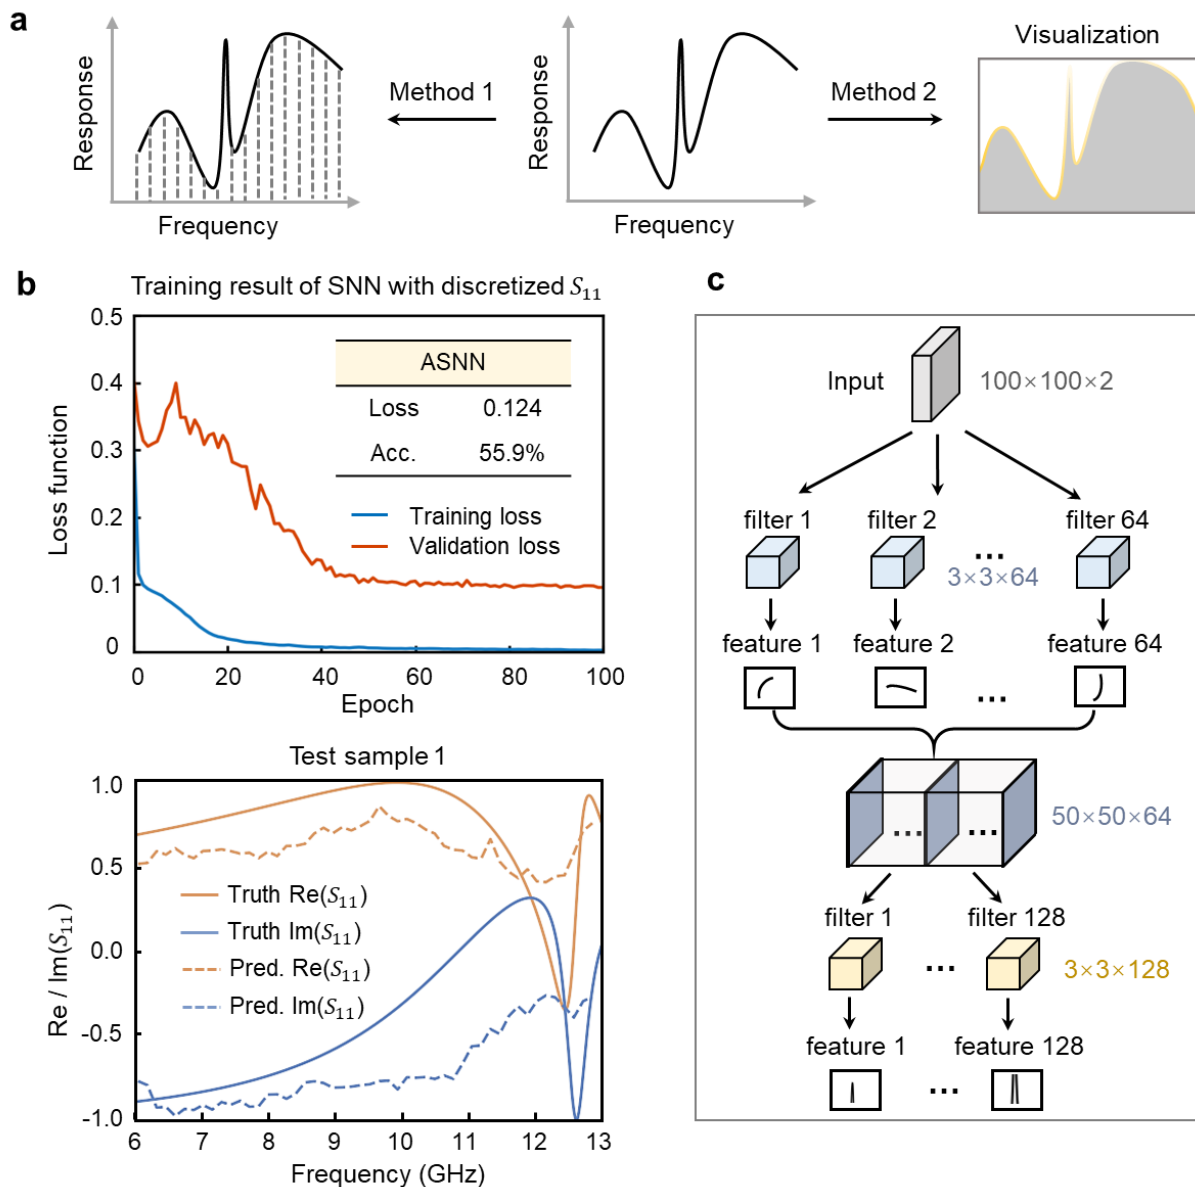 a
Response
Frequency
Method 1
Response
Frequency
Method 2
Visualization
b
Training result of SNN with discretized S₁₁
0.5
0.4
0.3
0.2
0.1
0
Loss function
ASNN
Loss 0.124
Acc. 55.9%
Training loss
Validation loss
0 20 40 60 80 100
Epoch
Test sample 1
1.0
0.5
0.0
-0.5
-1.0
Re / Im(S₁₁)
Truth Re(S₁₁)
Truth Im(S₁₁)
Pred. Re(S₁₁)
Pred. Im(S₁₁)
6 7 8 9 10 11 12 13
Frequency (GHz)
c
Input 100×100×2
filter 1 filter 2 filter 64
...
3×3×64
feature 1 feature 2 feature 64
...
... ...
50×50×64
filter 1 filter 128
... 3×3×128
feature 1 feature 128
...